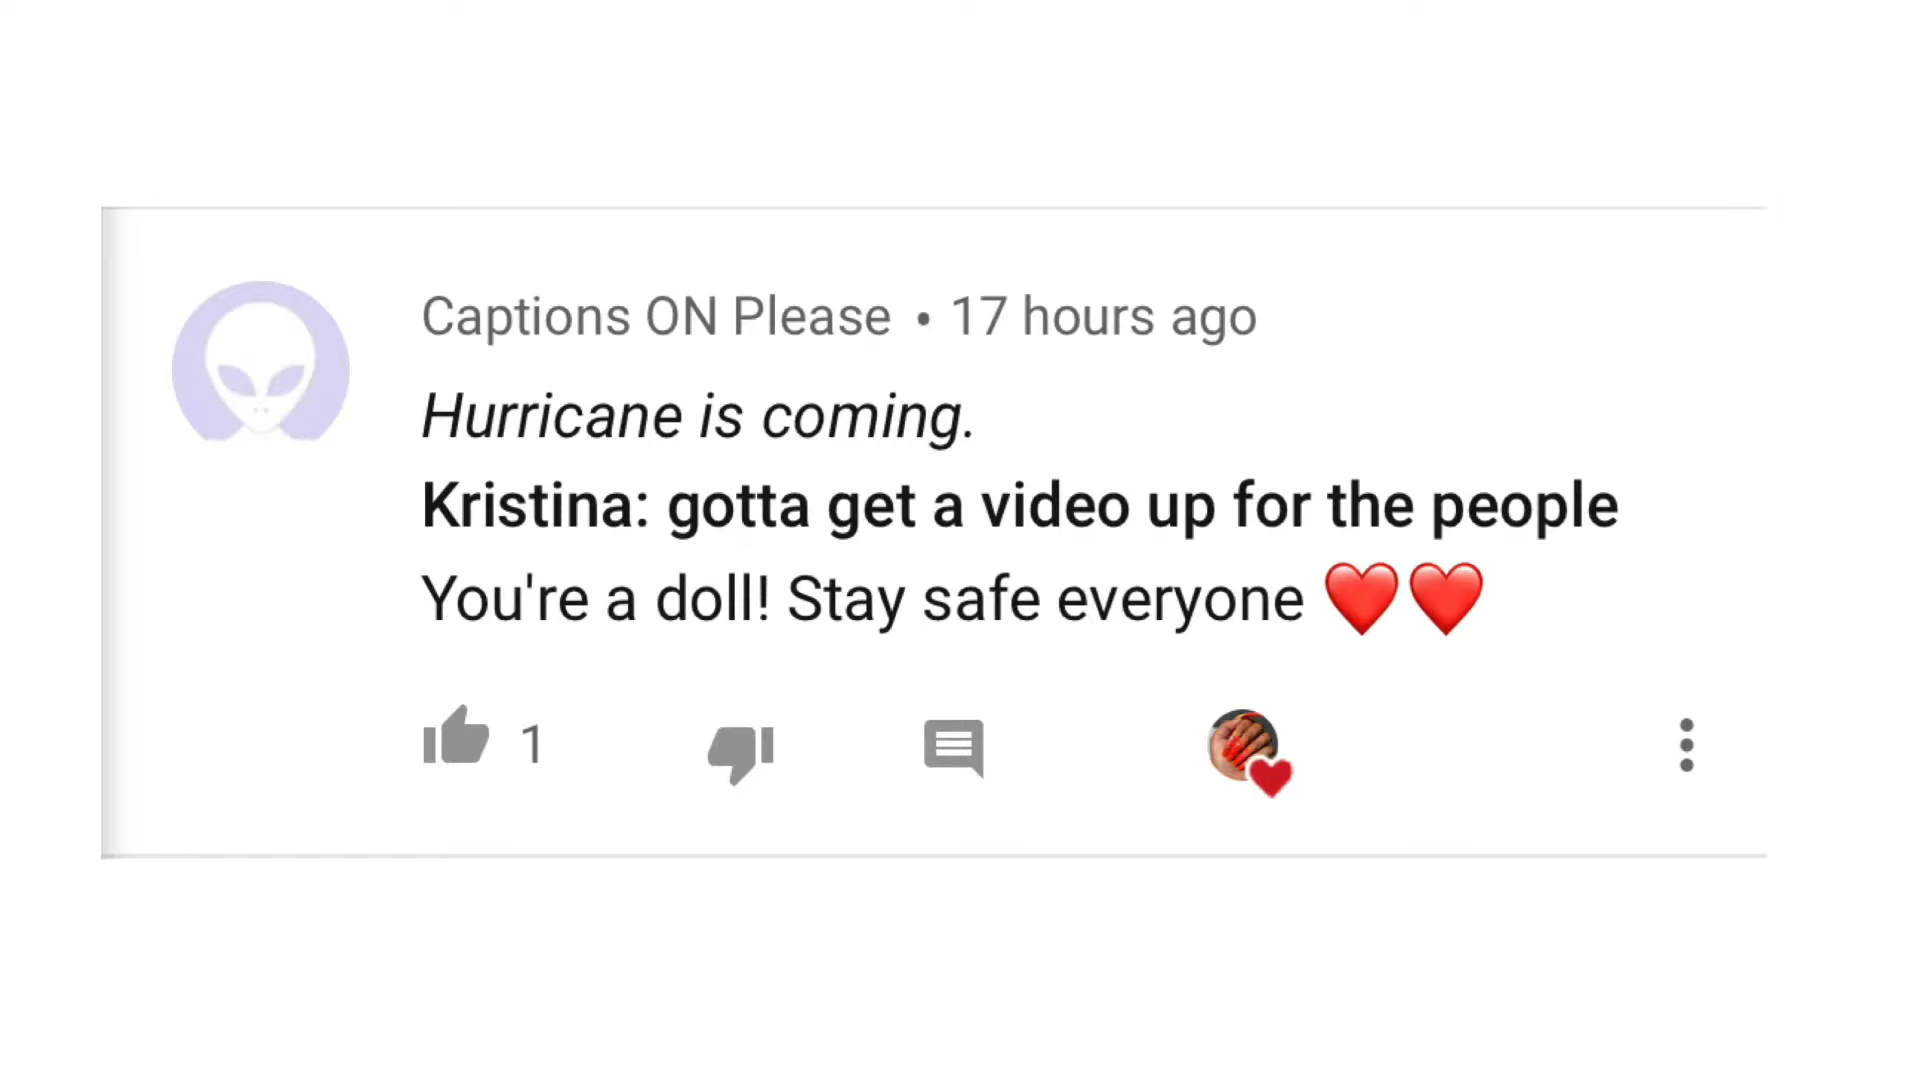 Captions ON Please • 17 hours ago
Hurricane is coming.
Kristina: gotta get a video up for the people
You're a doll! Stay safe everyone ❤️❤️
1